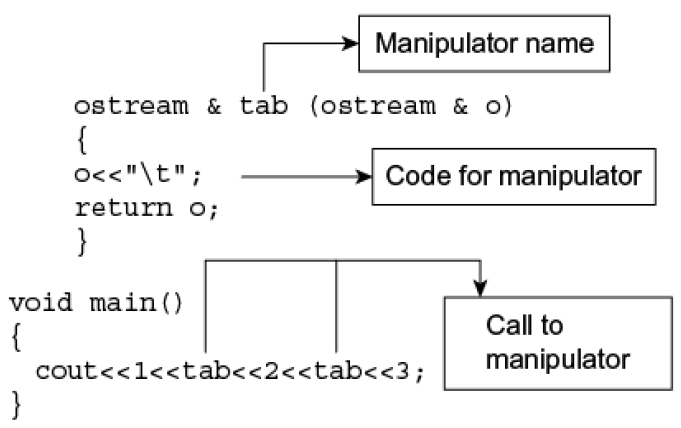 Manipulator name
ostream & tab (ostream & o)
{
o<<"\t";
Code for manipulator
return o;
}
void main()
{
Call to
manipulator
cout<<1<<tab<<2<<tab<<3;
}